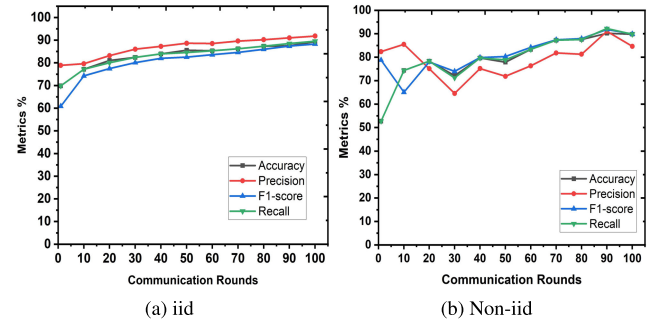 100
90
80
70
60
50
40
30
20
10
0
Metrics %
Accuracy
Precision
F1-score
Recall
0 10 20 30 40 50 60 70 80 90 100
Communication Rounds
(a) iid
100
90
80
70
60
50
40
30
20
10
0
Metrics %
Accuracy
Precision
F1-score
Recall
0 10 20 30 40 50 60 70 80 90 100
Communication Rounds
(b) Non-iid